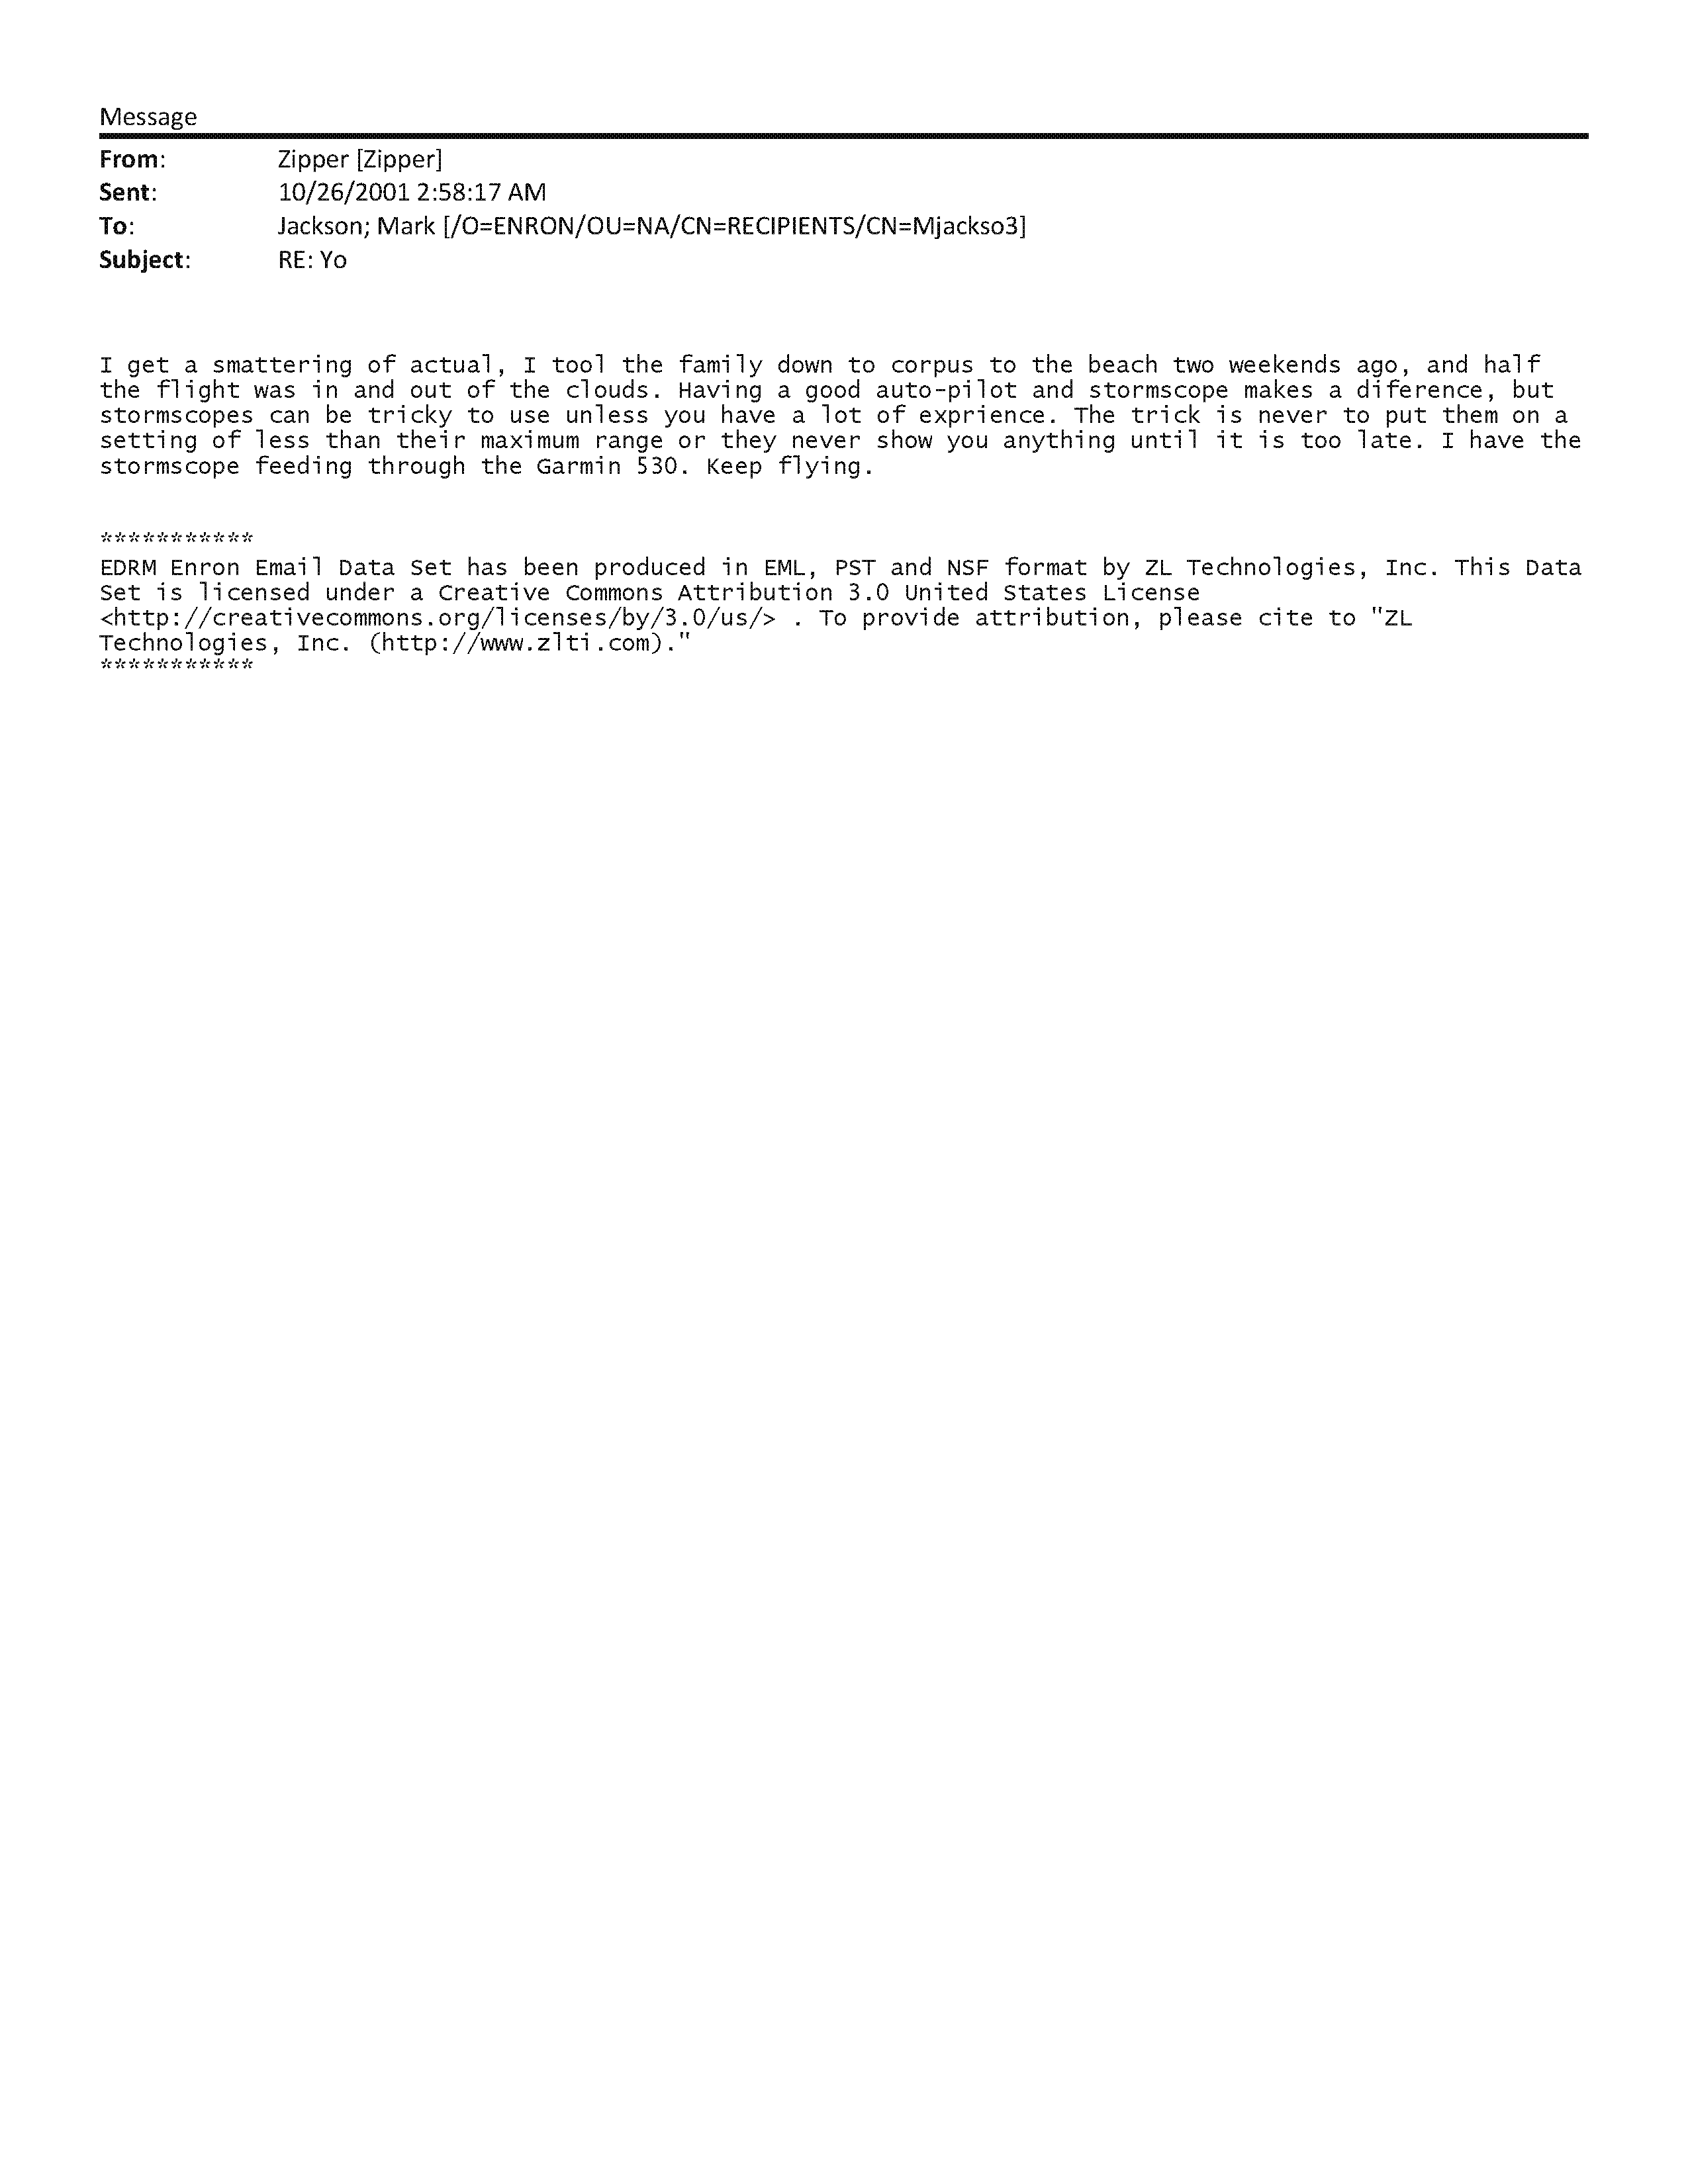 Message
From: Zipper [Zipper]
Sent: 10/26/2001 2:58:17 AM
To: Jackson; Mark [/O=ENRON/OU=NA/CN=RECIPIENTS/CN=Mjackso3]
Subject: RE: Yo
I get a smattering of actual, I tool the family down to corpus to the beach two weekends ago, and half
the flight was in and out of the clouds. Having a good auto-pilot and stormscope makes a diference, but
stormscopes can be tricky to use unless you have a lot of exprience. The trick is never to put them on a
setting of less than their maximum range or they never show you anything until it is too late. I have the
stormscope feeding through the Garmin 530. Keep flying.
***********
EDRM Enron Email Data Set has been produced in EML, PST and NSF format by ZL Technologies, Inc. This Data
Set is licensed under a Creative Commons Attribution 3.0 United States License
<http://creativecommons.org/licenses/by/3.0/us/> . To provide attribution, please cite to "ZL
Technologies, Inc. (http://www.zlti.com)."
***********